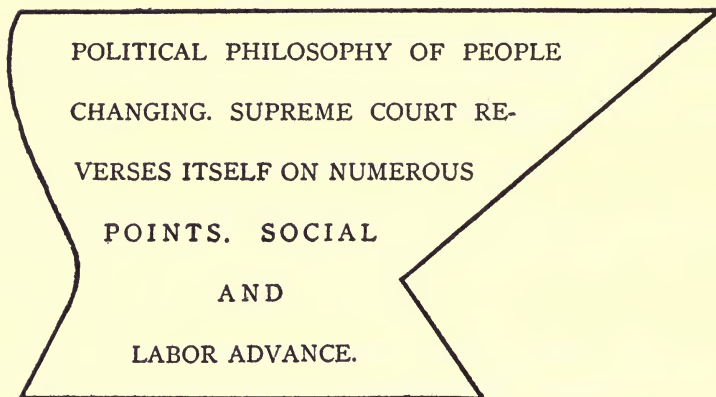 POLITICAL PHILOSOPHY OF PEOPLE
CHANGING. SUPREME COURT RE-
VERSES ITSELF ON NUMEROUS
POINTS. SOCIAL
AND
LABOR ADVANCE.